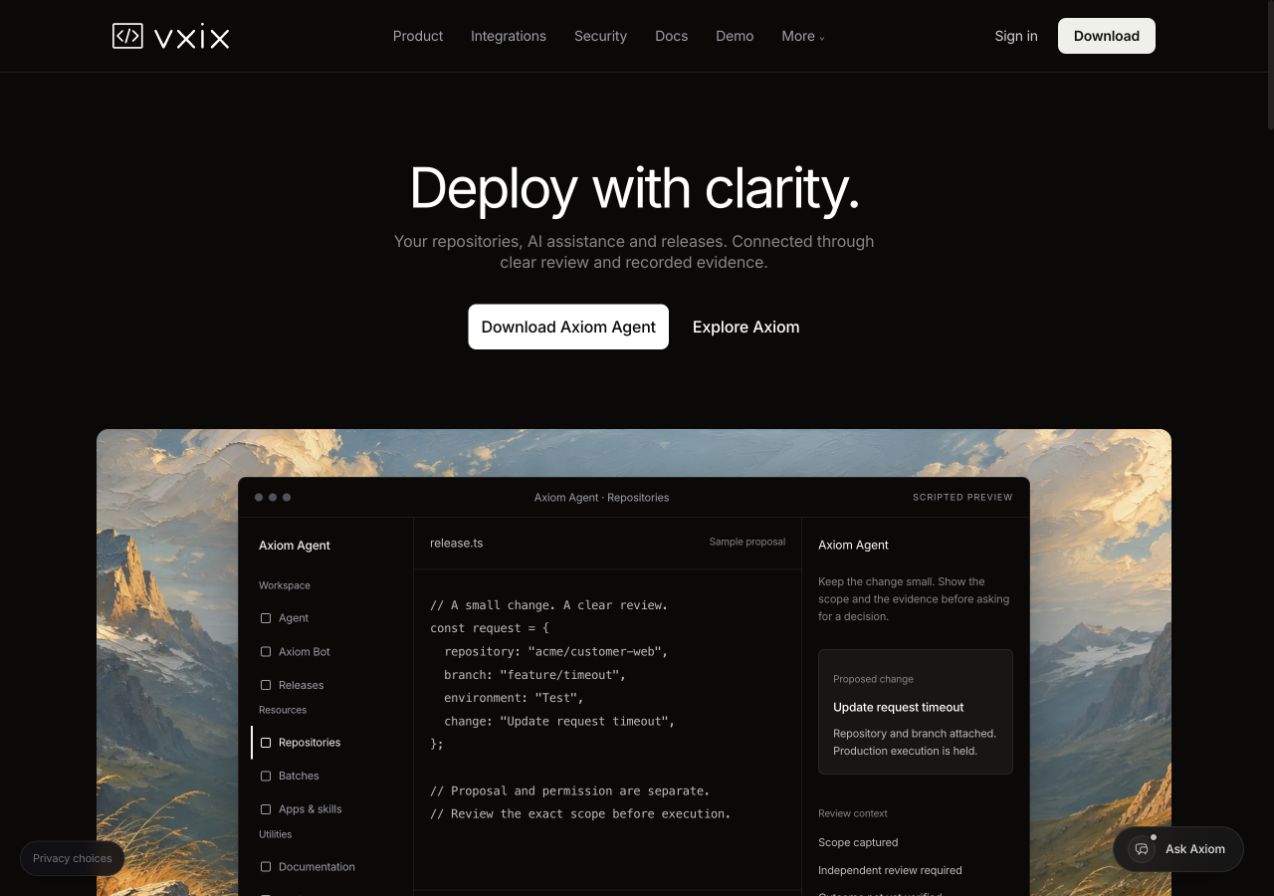 </> vxix
Product
Integrations
Security
Docs
Demo
More
Sign in
Download
Deploy with clarity.
Your repositories, AI assistance and releases. Connected through
clear review and recorded evidence.
Download Axiom Agent
Explore Axiom
Axiom Agent · Repositories
SCRIPTED PREVIEW
Axiom Agent
Workspace
Agent
Axiom Bot
Releases
Resources
Repositories
Batches
Apps & skills
Utilities
Documentation
release.ts
Sample proposal
// A small change. A clear review.
const request = {
  repository: "acme/customer-web",
  branch: "feature/timeout",
  environment: "Test",
  change: "Update request timeout",
};
// Proposal and permission are separate.
// Review the exact scope before execution.
Axiom Agent
Keep the change small. Show the
scope and the evidence before asking
for a decision.
Proposed change
Update request timeout
Repository and branch attached.
Production execution is held.
Review context
Scope captured
Independent review required
Privacy choices
Ask Axiom